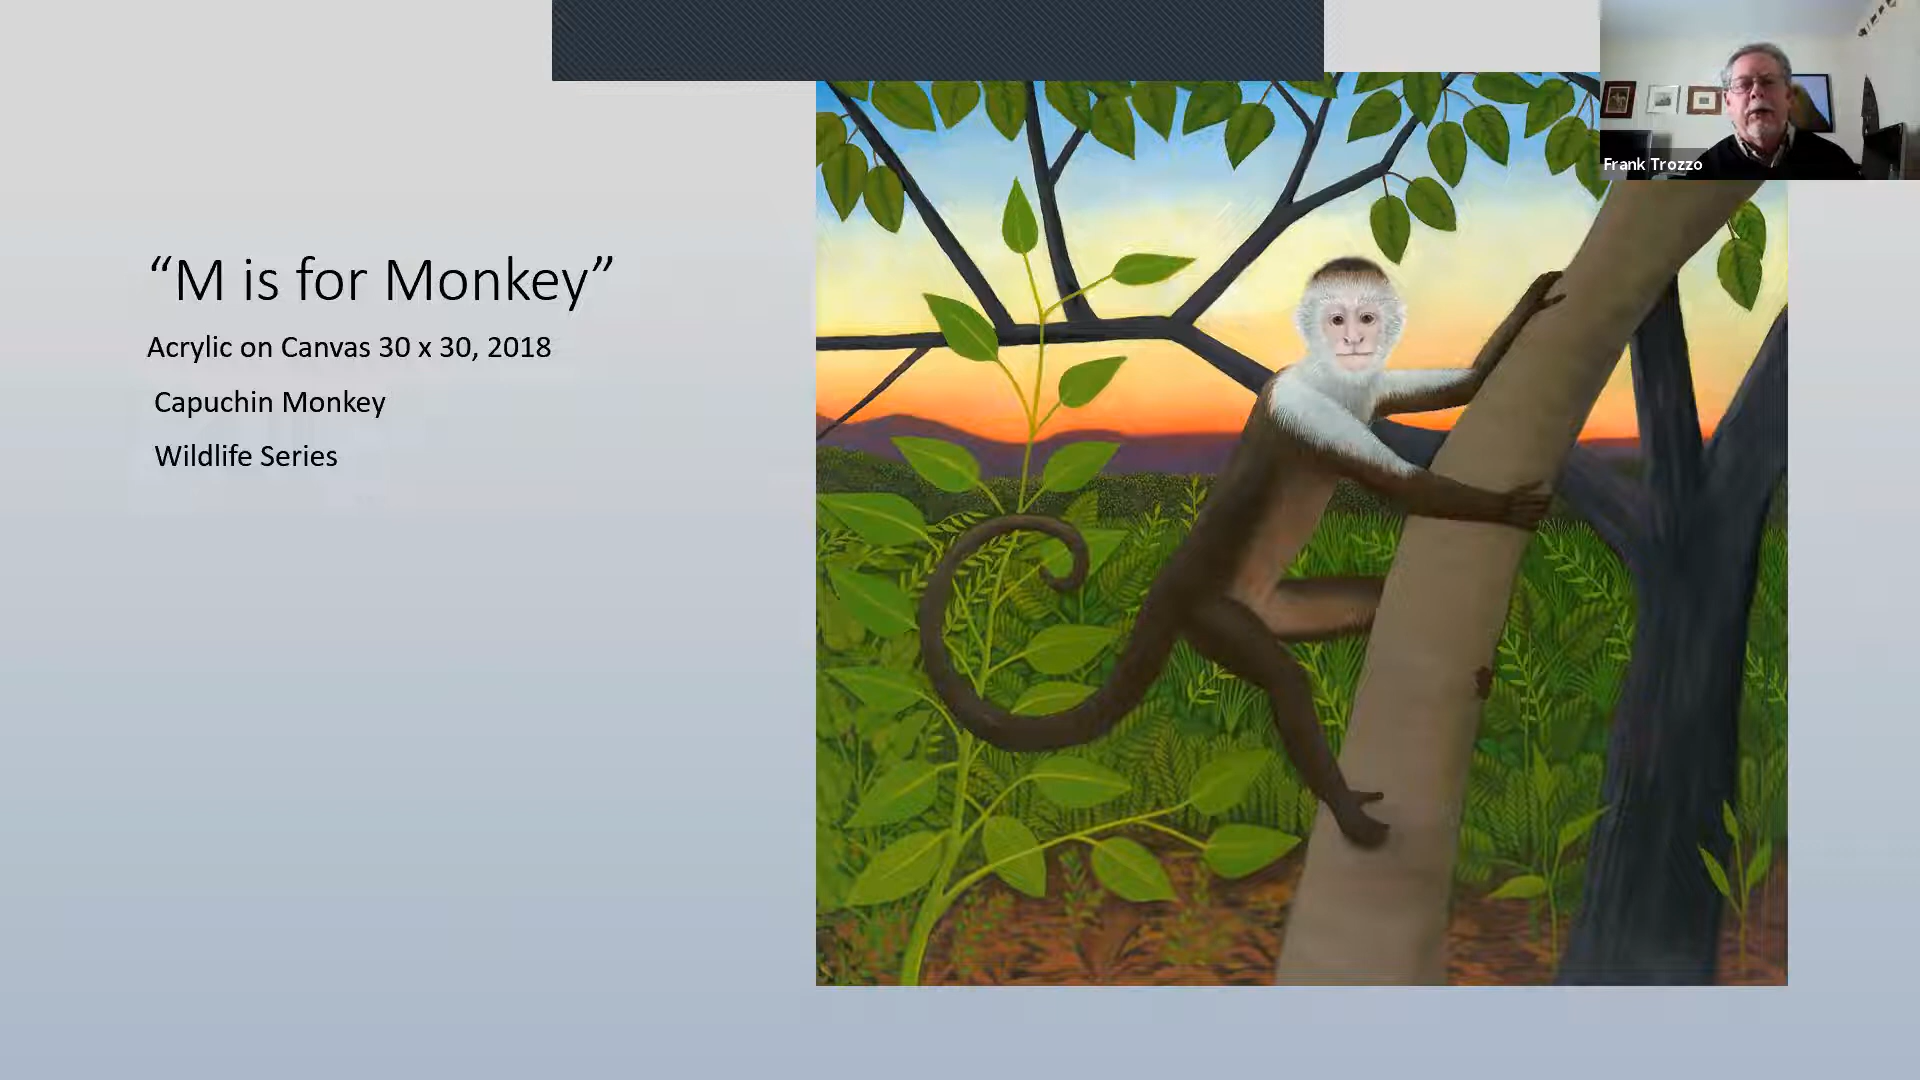 “M is for Monkey”
Acrylic on Canvas 30 x 30, 2018
Capuchin Monkey
Wildlife Series
Frank Trozzo